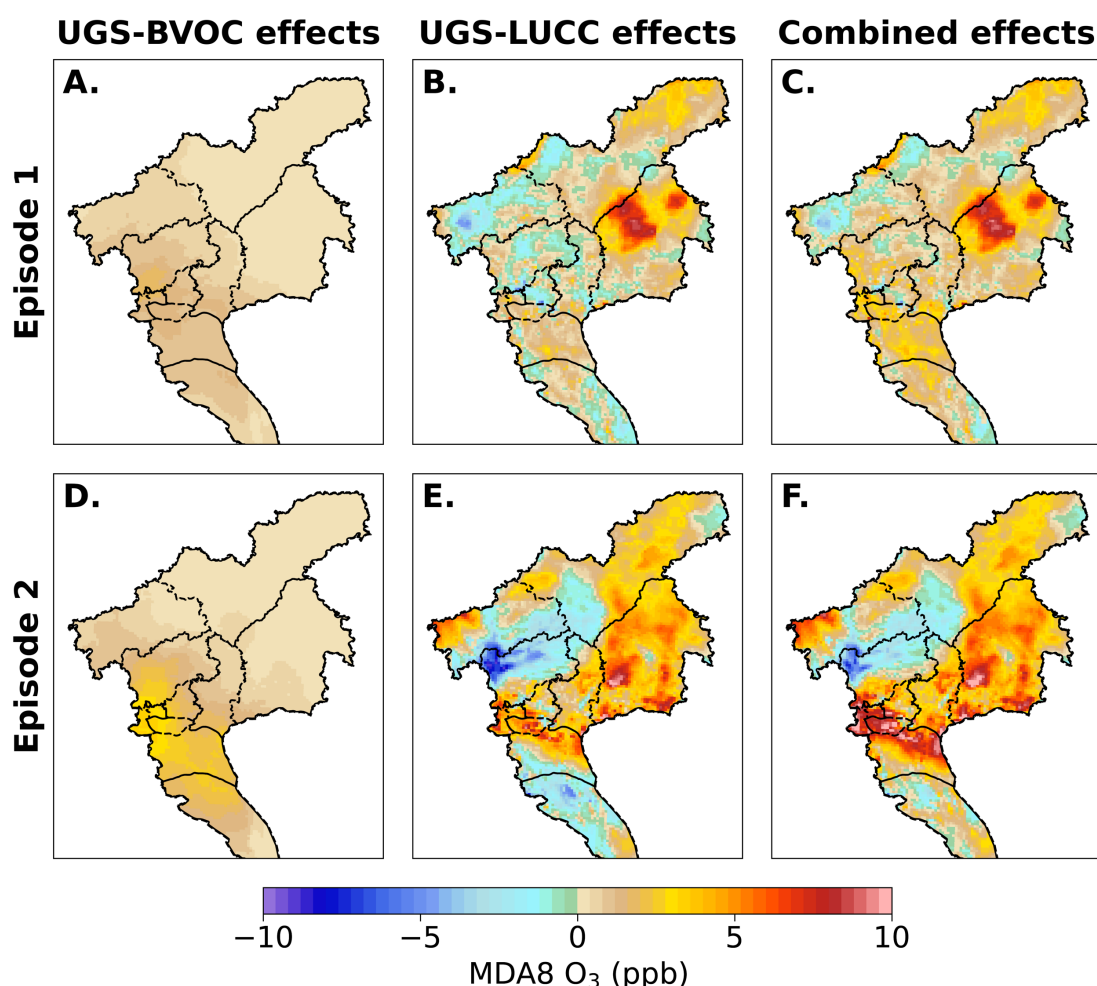 UGS-BVOC effects UGS-LUCC effects Combined effects
A. B. C.
Episode 1
D. E. F.
Episode 2
−10 −5 0 5 10
MDA8 O₃ (ppb)